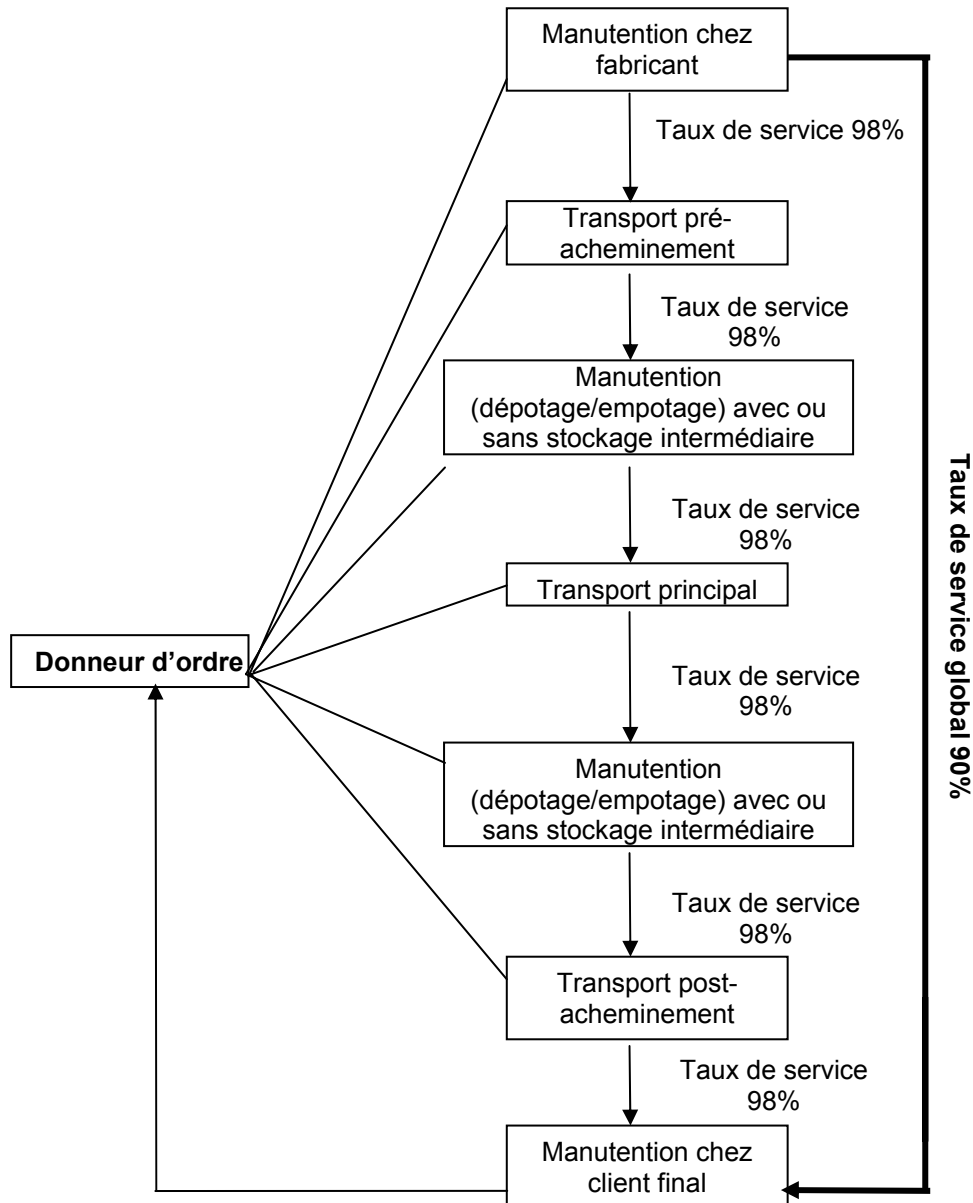 Manutention chez
fabricant
Taux de service 98%
Transport pré-
acheminement
Taux de service
98%
Manutention
(dépotage/empotage) avec ou
sans stockage intermédiaire
Taux de service
98%
Transport principal
Donneur d’ordre
Taux de service
98%
Manutention
(dépotage/empotage) avec ou
sans stockage intermédiaire
Taux de service
98%
Transport post-
acheminement
Taux de service
98%
Manutention chez
client final
Taux de service global 90%